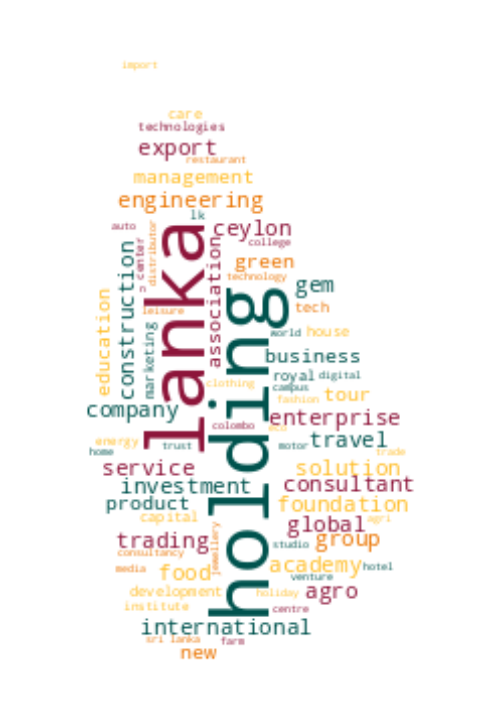 import
care
technologies
export
restaurant
management
engineering
lk
auto
ceylon
college
center
distributor
lanka
association
green
technology
construction
education
marketing
leisure
holding
gem
tech
world
house
business
royal
digital
clothing
campus
fashion
tour
company
colombo
enterprise
eco
energy
home
trust
motor
travel
trade
service
solution
investment
consultant
product
foundation
capital
agri
global
trading
jewellery
studio
group
consultancy
media
food
academy
hotel
venture
development
holiday
agro
institute
centre
international
sri lanka
farm
new